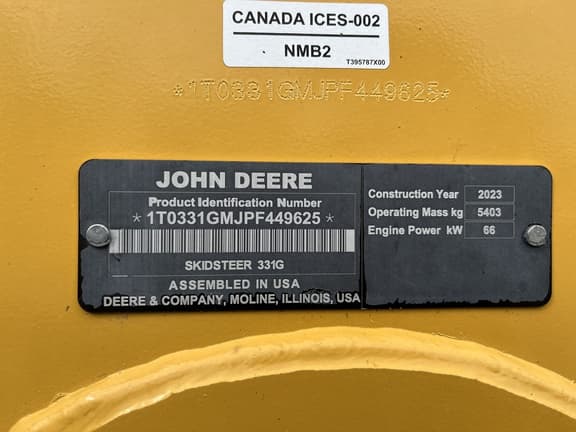 CANADA ICES-002
NMB2
T395787X00
*1T0331GMJPF449625*
JOHN DEERE
Product Identification Number
*1T0331GMJPF449625*
SKIDSTEER 331G
ASSEMBLED IN USA
DEERE & COMPANY, MOLINE, ILLINOIS, USA
Construction Year 2023
Operating Mass kg 5403
Engine Power kW 66